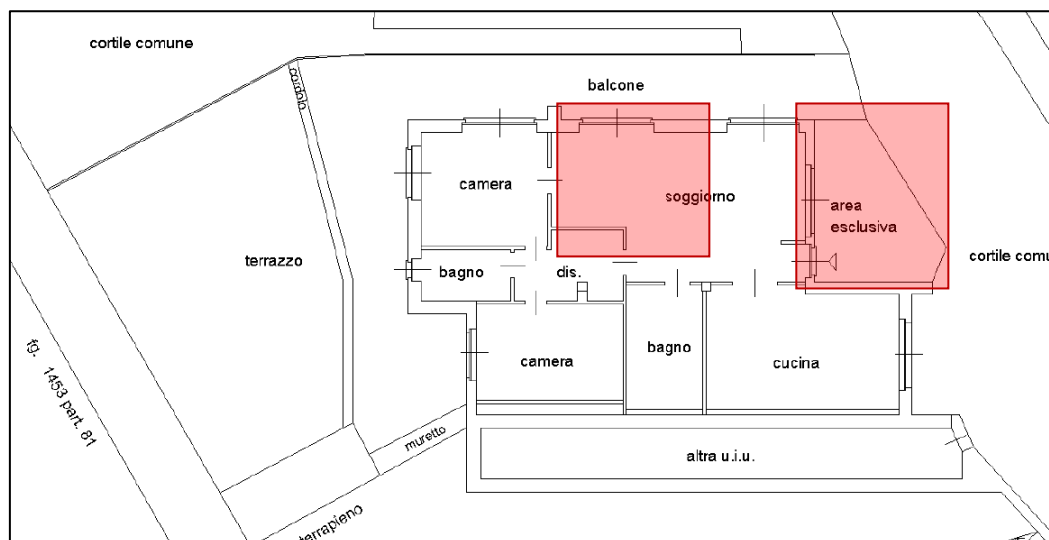 cortile comune
cordolo
balcone
camera
soggiorno
area
esclusiva
terrazzo
bagno
dis.
cortile comu
fg. 1453 part. 81
camera
bagno
cucina
muretto
altra u.i.u.
terrapieno